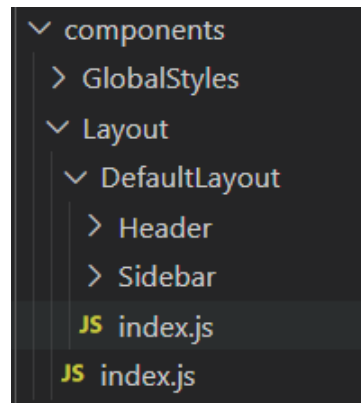 components
GlobalStyles
Layout
DefaultLayout
Header
Sidebar
JS index.js
JS index.js